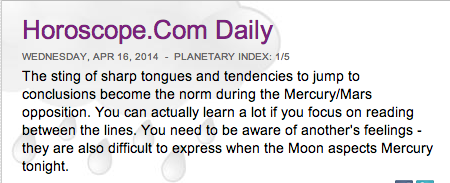 Horoscope.Com Daily
WEDNESDAY, APR 16, 2014 - PLANETARY INDEX: 1/5
The sting of sharp tongues and tendencies to jump to
conclusions become the norm during the Mercury/Mars
opposition. You can actually learn a lot if you focus on reading
between the lines. You need to be aware of another's feelings -
they are also difficult to express when the Moon aspects Mercury
tonight.